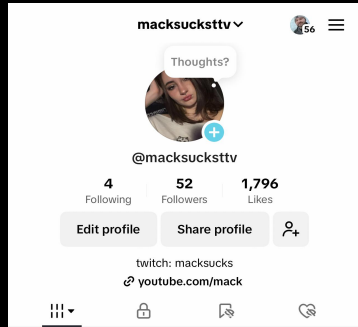 macksucksttv
56
Thoughts?
@macksucksttv
4 52 1,796
Following Followers Likes
Edit profile Share profile
twitch: macksucks
youtube.com/mack